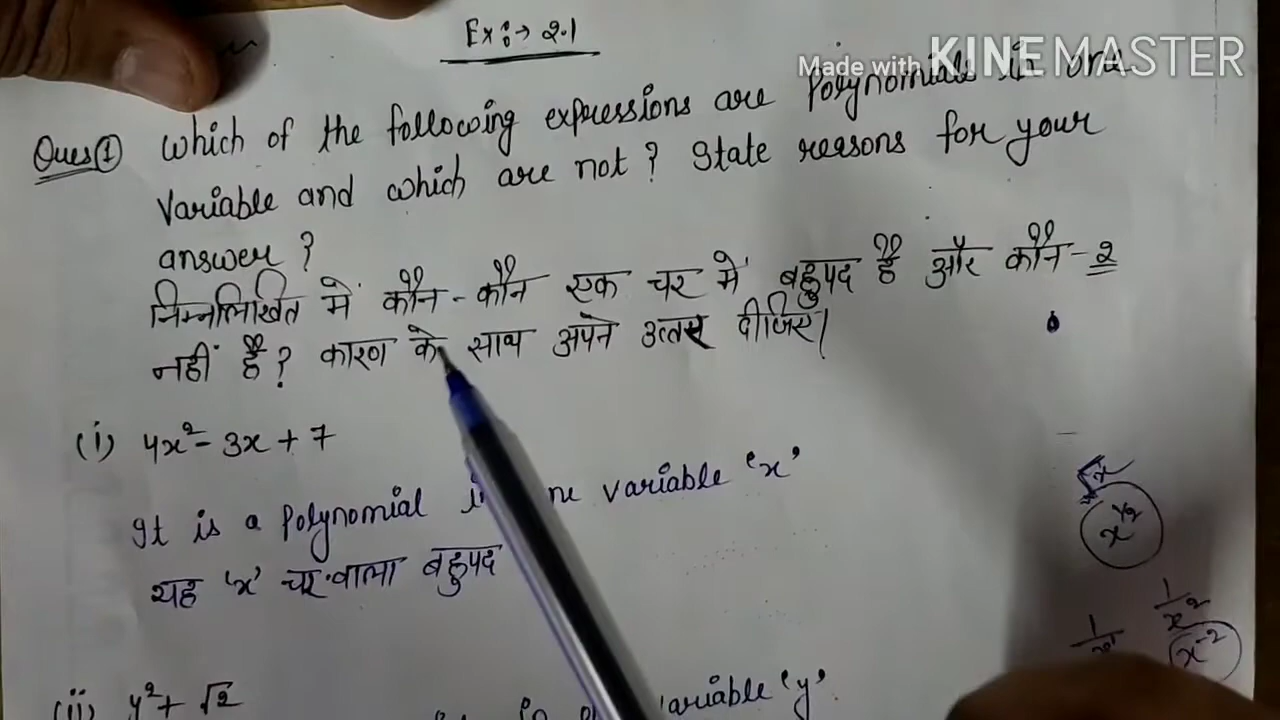 Ex:→ 2.1
Made with KINEMASTER
Ques① Which of the following expressions are Polynomials in one
Variable and which are not? State reasons for your
answer?
निम्नलिखित में कौन-कौन एक चर में बहुपद हैं और कौन-2
नहीं हैं? कारण के साथ अपने उत्तर दीजिए।
(i) 4x² - 3x + 7
It is a Polynomial variable 'x'
यह 'x' चर वाला बहुपद
√x
x^1/2
1/x²
x^-2
(ii) y² + √2
variable 'y'.